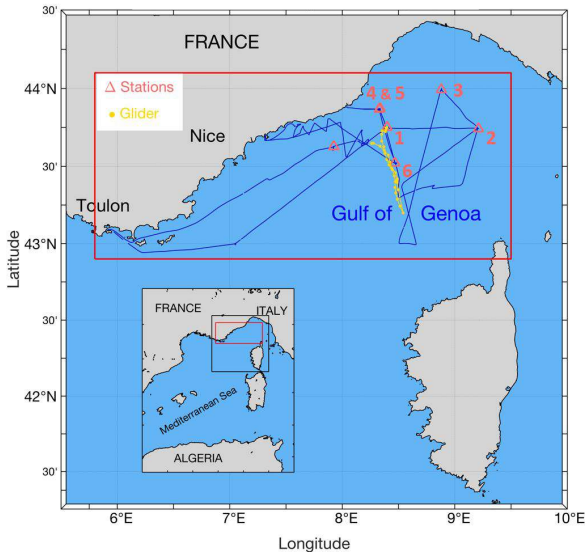 FRANCE
44°N
Stations
Glider
4 & 5
3
Nice
30'
1
2
6
Toulon
Gulf of Genoa
43°N
Latitude
30'
FRANCE
ITALY
42°N
Mediterranean Sea
ALGERIA
30'
6°E
7°E
8°E
9°E
10°E
Longitude